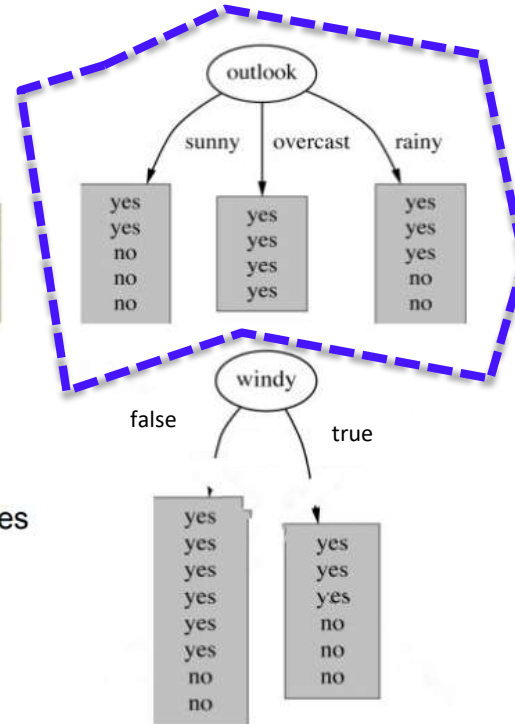 outlook
sunny overcast rainy
yes
yes
no
no
no
yes
yes
yes
yes
yes
yes
yes
no
no
windy
false true
es
yes
yes
yes
yes
yes
yes
no
no
yes
yes
yes
no
no
no